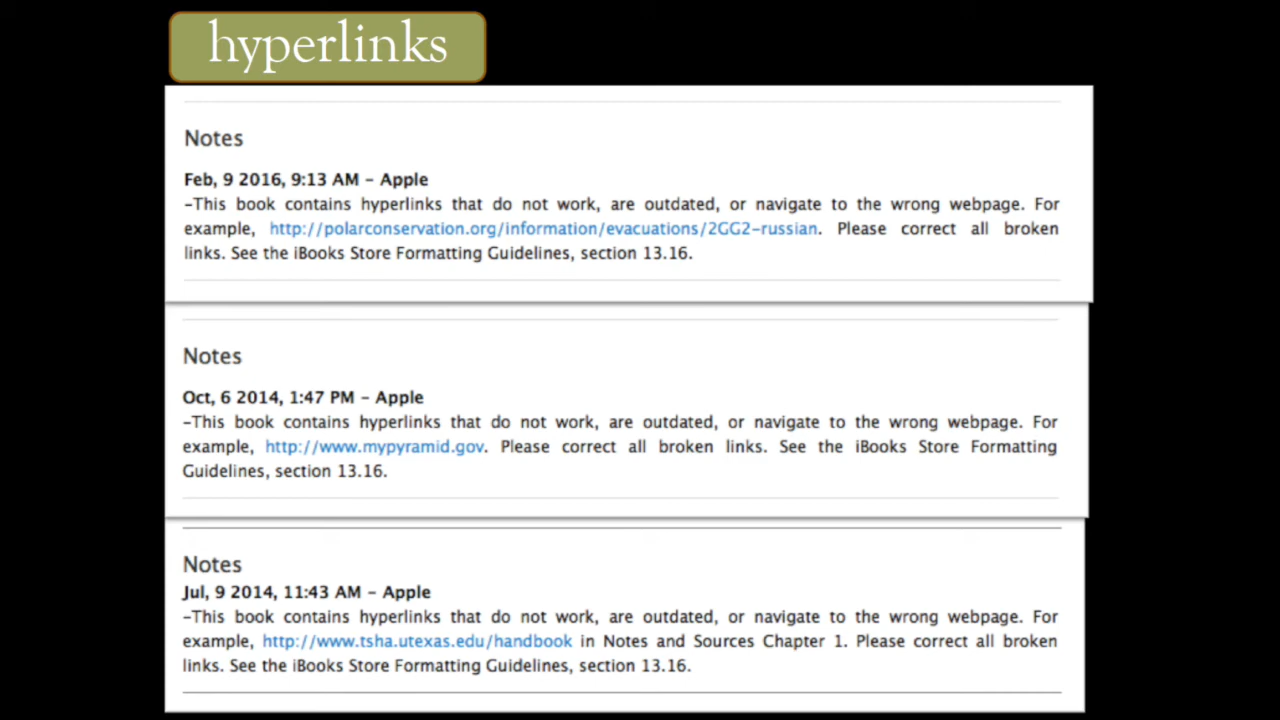 hyperlinks
Notes
Feb, 9 2016, 9:13 AM – Apple
–This book contains hyperlinks that do not work, are outdated, or navigate to the wrong webpage. For
example, http://polarconservation.org/information/evacuations/2GG2-russian. Please correct all broken
links. See the iBooks Store Formatting Guidelines, section 13.16.
Notes
Oct, 6 2014, 1:47 PM – Apple
–This book contains hyperlinks that do not work, are outdated, or navigate to the wrong webpage. For
example, http://www.mypyramid.gov. Please correct all broken links. See the iBooks Store Formatting
Guidelines, section 13.16.
Notes
Jul, 9 2014, 11:43 AM – Apple
–This book contains hyperlinks that do not work, are outdated, or navigate to the wrong webpage. For
example, http://www.tsha.utexas.edu/handbook in Notes and Sources Chapter 1. Please correct all broken
links. See the iBooks Store Formatting Guidelines, section 13.16.